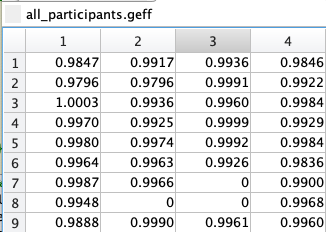 all_participants.geff
1 2 3 4
1 0.9847 0.9917 0.9936 0.9846
2 0.9796 0.9796 0.9991 0.9922
3 1.0003 0.9936 0.9960 0.9984
4 0.9970 0.9925 0.9999 0.9929
5 0.9980 0.9974 0.9992 0.9984
6 0.9964 0.9963 0.9926 0.9836
7 0.9987 0.9966 0 0.9900
8 0.9948 0 0 0.9968
9 0.9888 0.9990 0.9961 0.9960